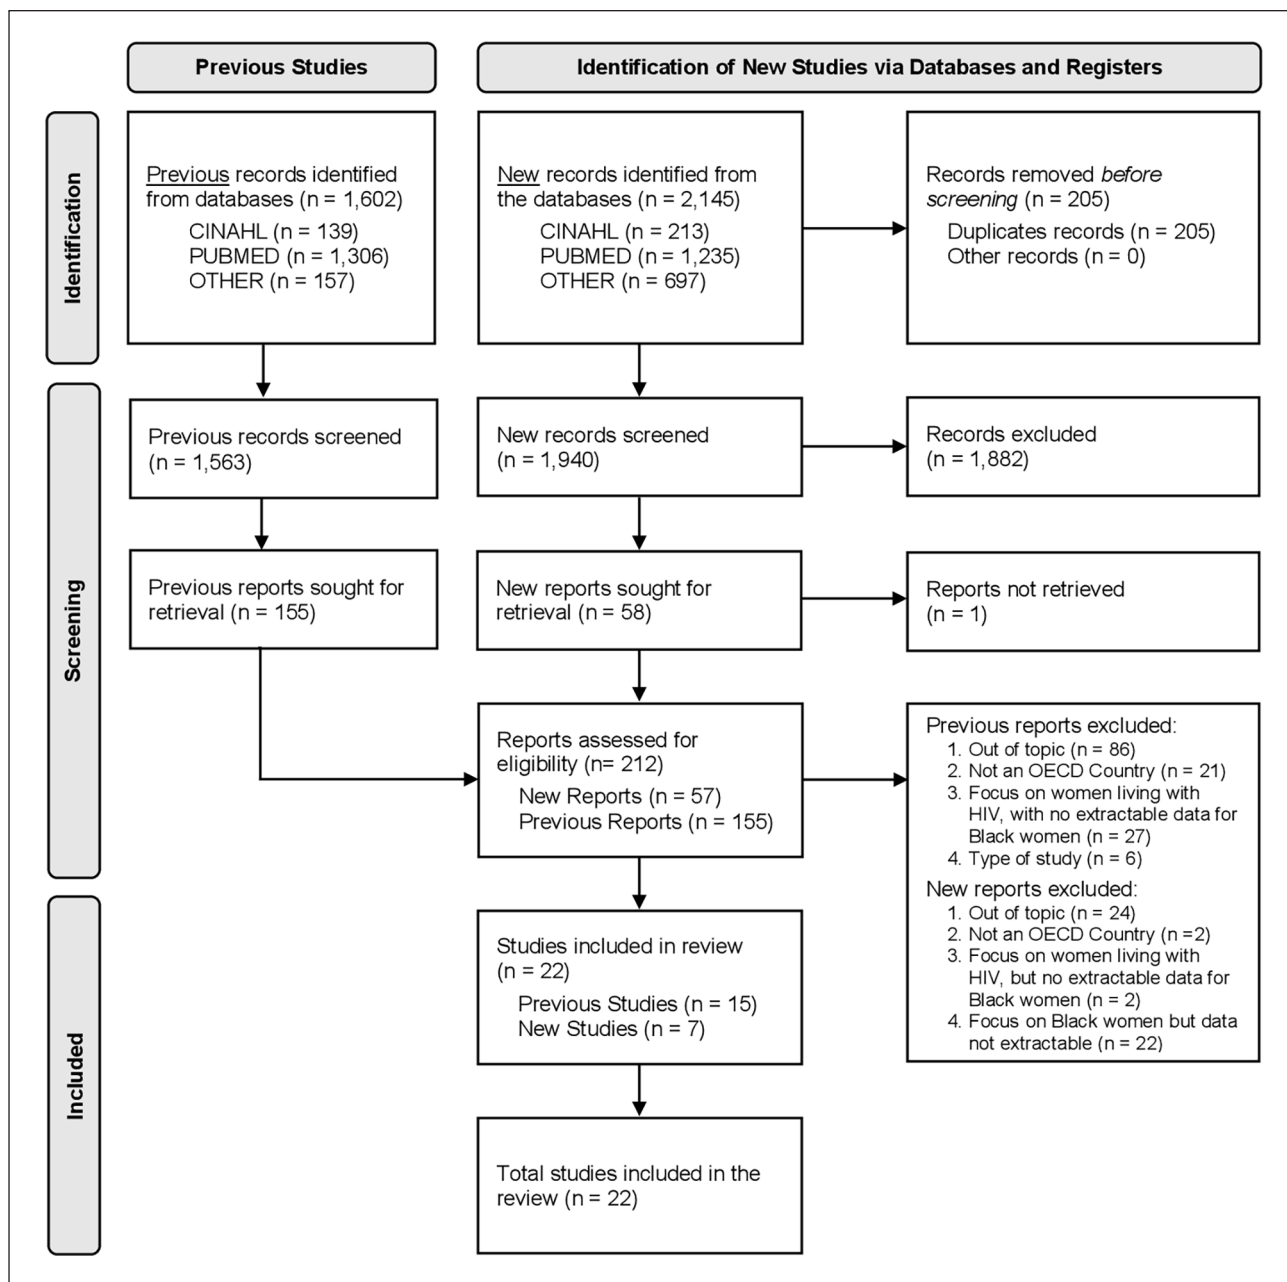 Previous Studies
Identification of New Studies via Databases and Registers
Identification
Previous records identified
from databases (n = 1,602)
CINAHL (n = 139)
PUBMED (n = 1,306)
OTHER (n = 157)
New records identified from
the databases (n = 2,145)
CINAHL (n = 213)
PUBMED (n = 1,235)
OTHER (n = 697)
Records removed before
screening (n = 205)
Duplicates records (n = 205)
Other records (n = 0)
Screening
Previous records screened
(n = 1,563)
New records screened
(n = 1,940)
Records excluded
(n = 1,882)
Previous reports sought for
retrieval (n = 155)
New reports sought for
retrieval (n = 58)
Reports not retrieved
(n = 1)
Reports assessed for
eligibility (n= 212)
New Reports (n = 57)
Previous Reports (n = 155)
Previous reports excluded:
1. Out of topic (n = 86)
2. Not an OECD Country (n = 21)
3. Focus on women living with
HIV, with no extractable data for
Black women (n = 27)
4. Type of study (n = 6)
New reports excluded:
1. Out of topic (n = 24)
2. Not an OECD Country (n =2)
3. Focus on women living with
HIV, but no extractable data for
Black women (n = 2)
4. Focus on Black women but data
not extractable (n = 22)
Included
Studies included in review
(n = 22)
Previous Studies (n = 15)
New Studies (n = 7)
Total studies included in the
review (n = 22)